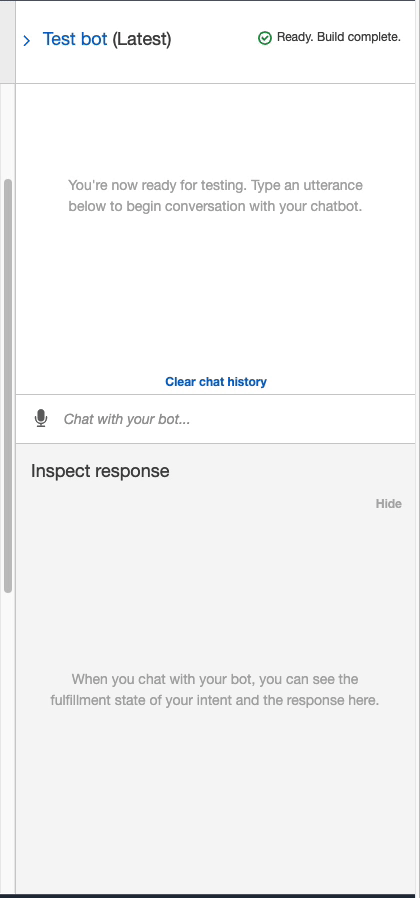 Test bot (Latest)
Ready. Build complete.
You're now ready for testing. Type an utterance
below to begin conversation with your chatbot.
Clear chat history
Chat with your bot...
Inspect response
Hide
When you chat with your bot, you can see the
fulfillment state of your intent and the response here.